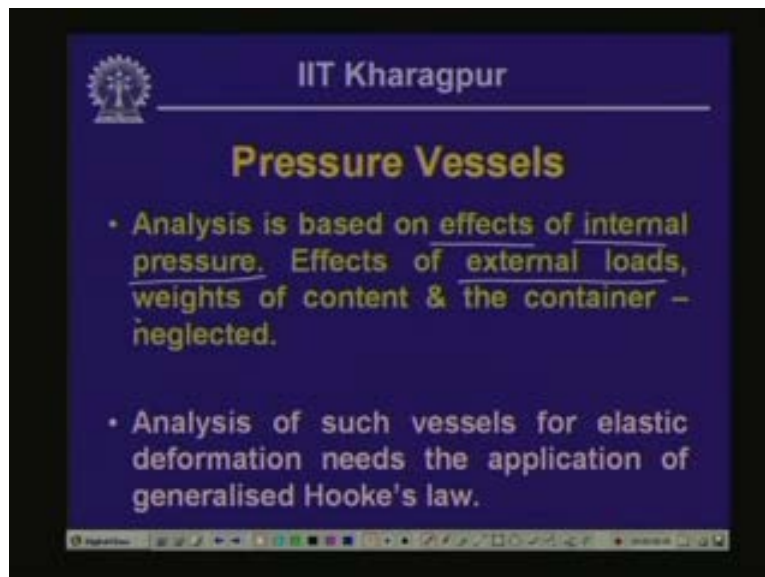 IIT Kharagpur
Pressure Vessels
• Analysis is based on effects of internal
pressure. Effects of external loads,
weights of content & the container –
neglected.
• Analysis of such vessels for elastic
deformation needs the application of
generalised Hooke's law.